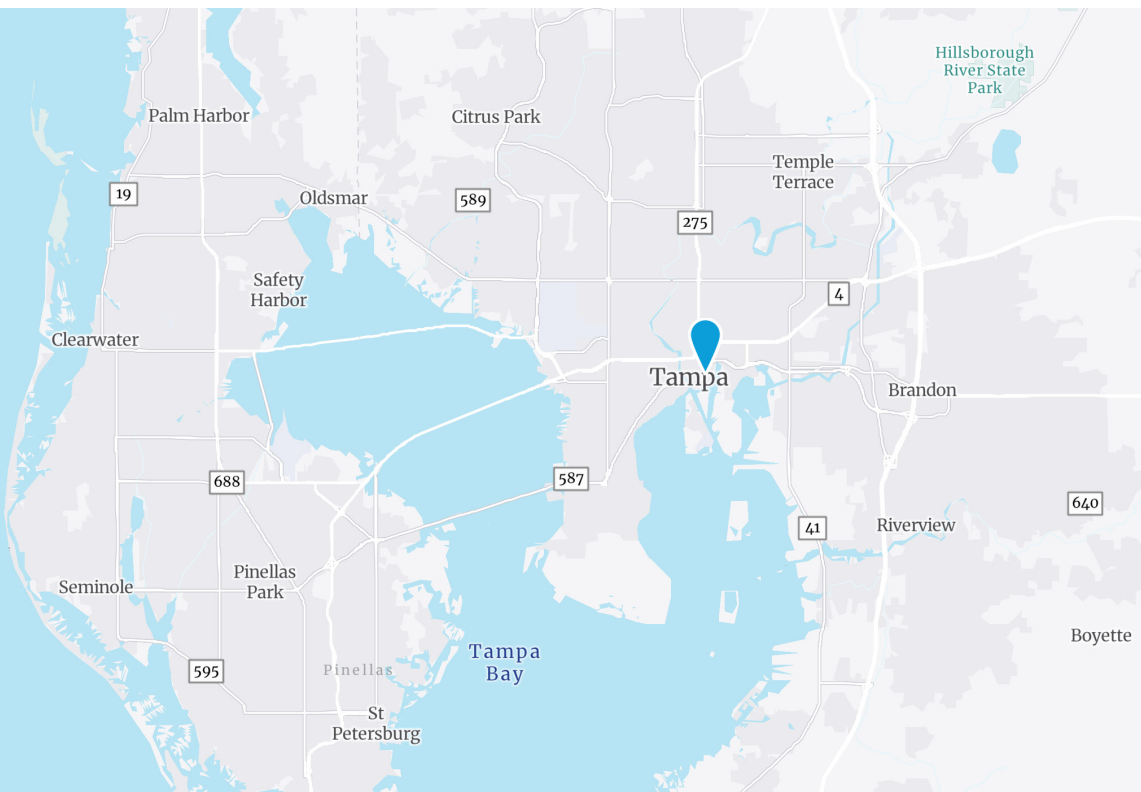 Hillsborough
River State
Park
Palm Harbor
Citrus Park
Temple
Terrace
19
Oldsmar
589
275
Safety
Harbor
4
Clearwater
Tampa
Brandon
688
587
640
41
Riverview
Pinellas
Park
Seminole
Boyette
Tampa
Bay
595
Pinellas
St
Petersburg